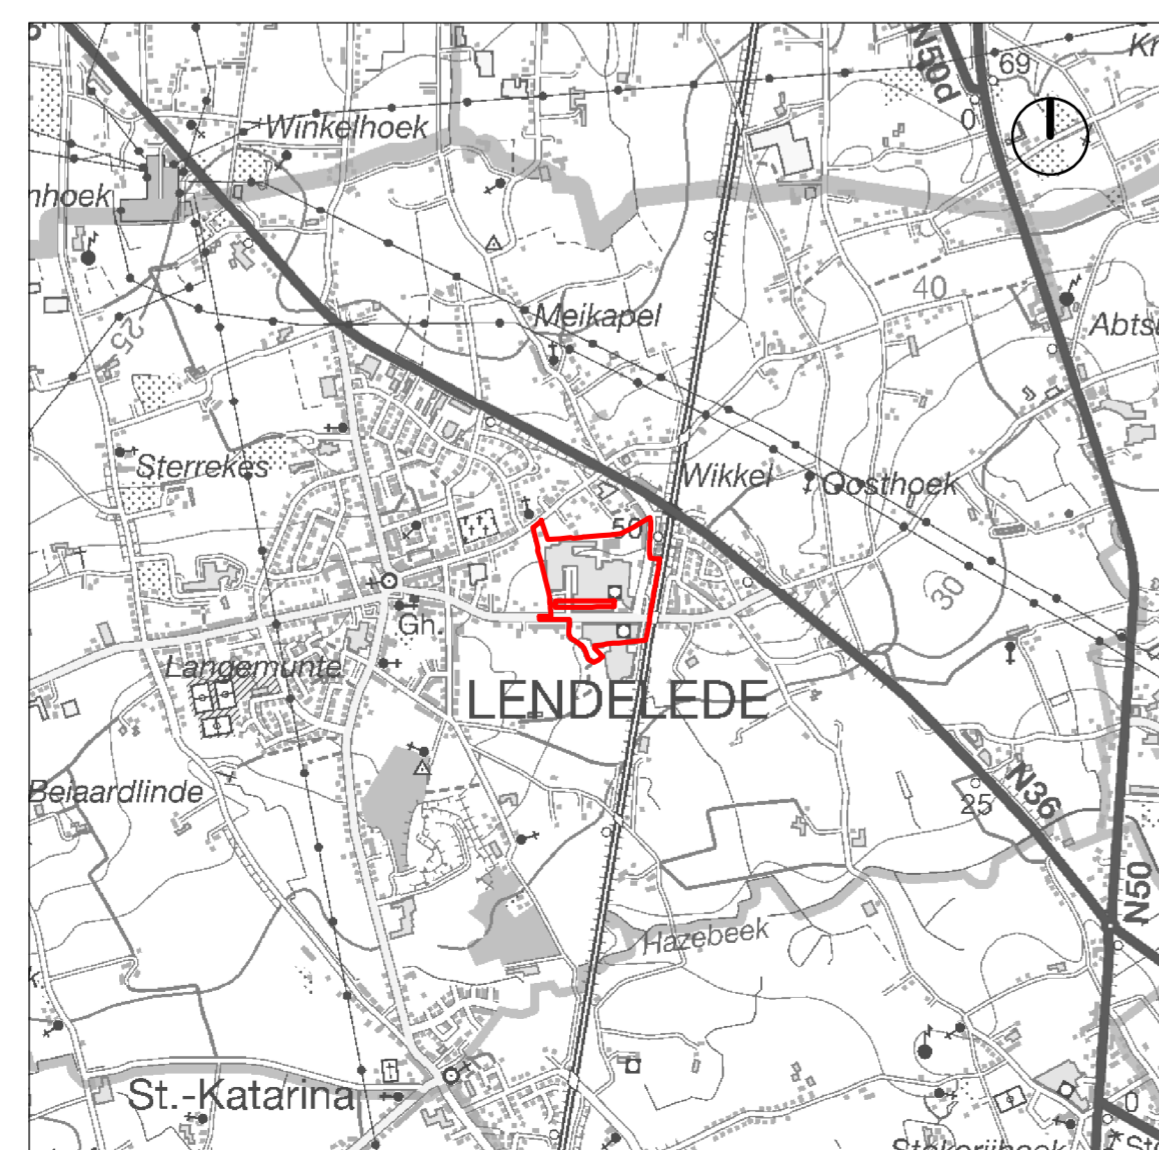 N50d
69
Kr
0
Winkelhoek
nhoek
40
25
Meikapel
Abts
Sterrekes
Wikkel
Oosthoek
50
30
Gh.
Langemunte
LENDELEDE
Beiaardlinde
N36
25
N50
Hazebeek
k
St.-Katarina
0